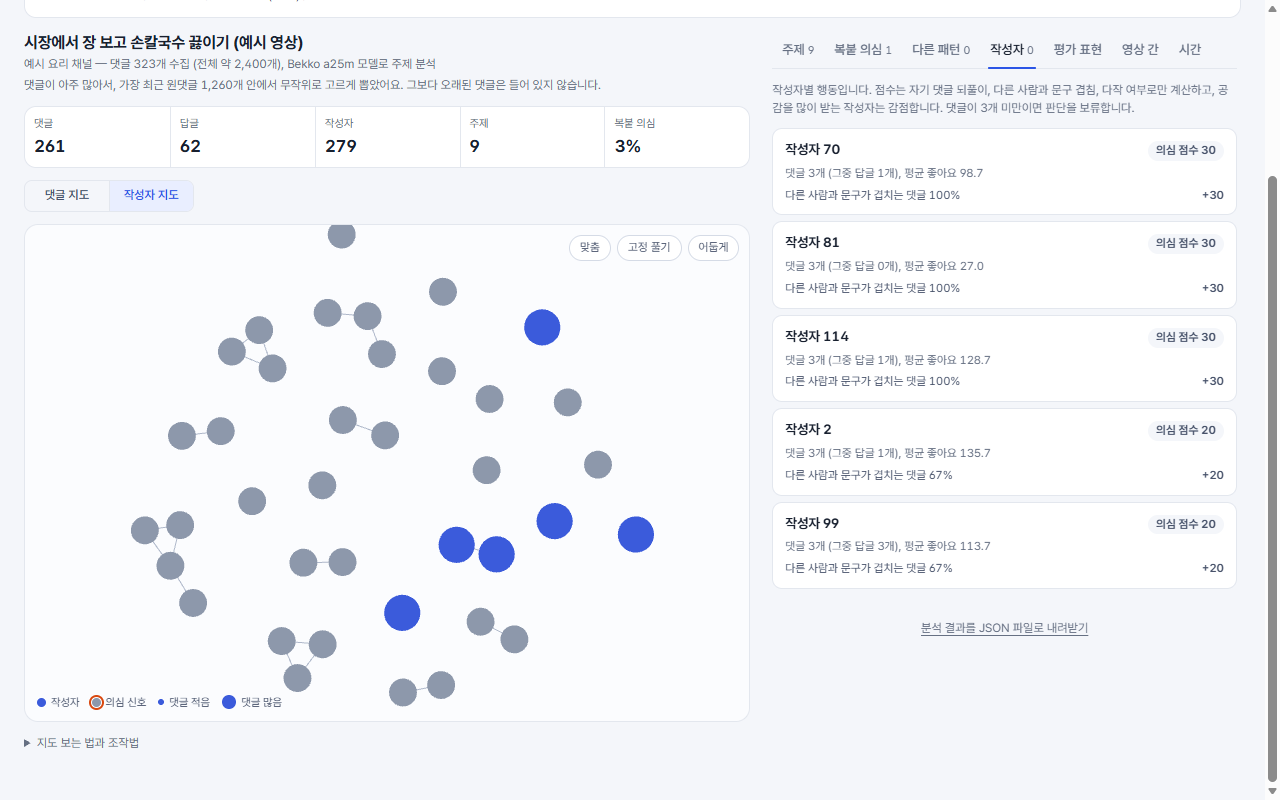 시장에서 장 보고 손칼국수 끓이기 (예시 영상)
예시 요리 채널 — 댓글 323개 수집 (전체 약 2,400개), Bekko a25m 모델로 주제 분석
댓글이 아주 많아서, 가장 최근 원댓글 1,260개 안에서 무작위로 고르게 뽑았어요. 그보다 오래된 댓글은 들어 있지 않습니다.
댓글 답글 작성자 주제 복붙 의심
261 62 279 9 3%
댓글 지도 작성자 지도
맞춤 고정 풀기 어둡게
작성자 의심 신호 댓글 적음 댓글 많음
▶ 지도 보는 법과 조작법
주제 9 복붙 의심 1 다른 패턴 0 작성자 0 평가 표현 영상 간 시간
작성자별 행동입니다. 점수는 자기 댓글 되풀이, 다른 사람과 문구 겹침, 다작 여부로만 계산하고, 공
감을 많이 받는 작성자는 감점합니다. 댓글이 3개 미만이면 판단을 보류합니다.
작성자 70 의심 점수 30
댓글 3개 (그중 답글 1개), 평균 좋아요 98.7
다른 사람과 문구가 겹치는 댓글 100% +30
작성자 81 의심 점수 30
댓글 3개 (그중 답글 0개), 평균 좋아요 27.0
다른 사람과 문구가 겹치는 댓글 100% +30
작성자 114 의심 점수 30
댓글 3개 (그중 답글 1개), 평균 좋아요 128.7
다른 사람과 문구가 겹치는 댓글 100% +30
작성자 2 의심 점수 20
댓글 3개 (그중 답글 1개), 평균 좋아요 135.7
다른 사람과 문구가 겹치는 댓글 67% +20
작성자 99 의심 점수 20
댓글 3개 (그중 답글 3개), 평균 좋아요 113.7
다른 사람과 문구가 겹치는 댓글 67% +20
분석 결과를 JSON 파일로 내려받기